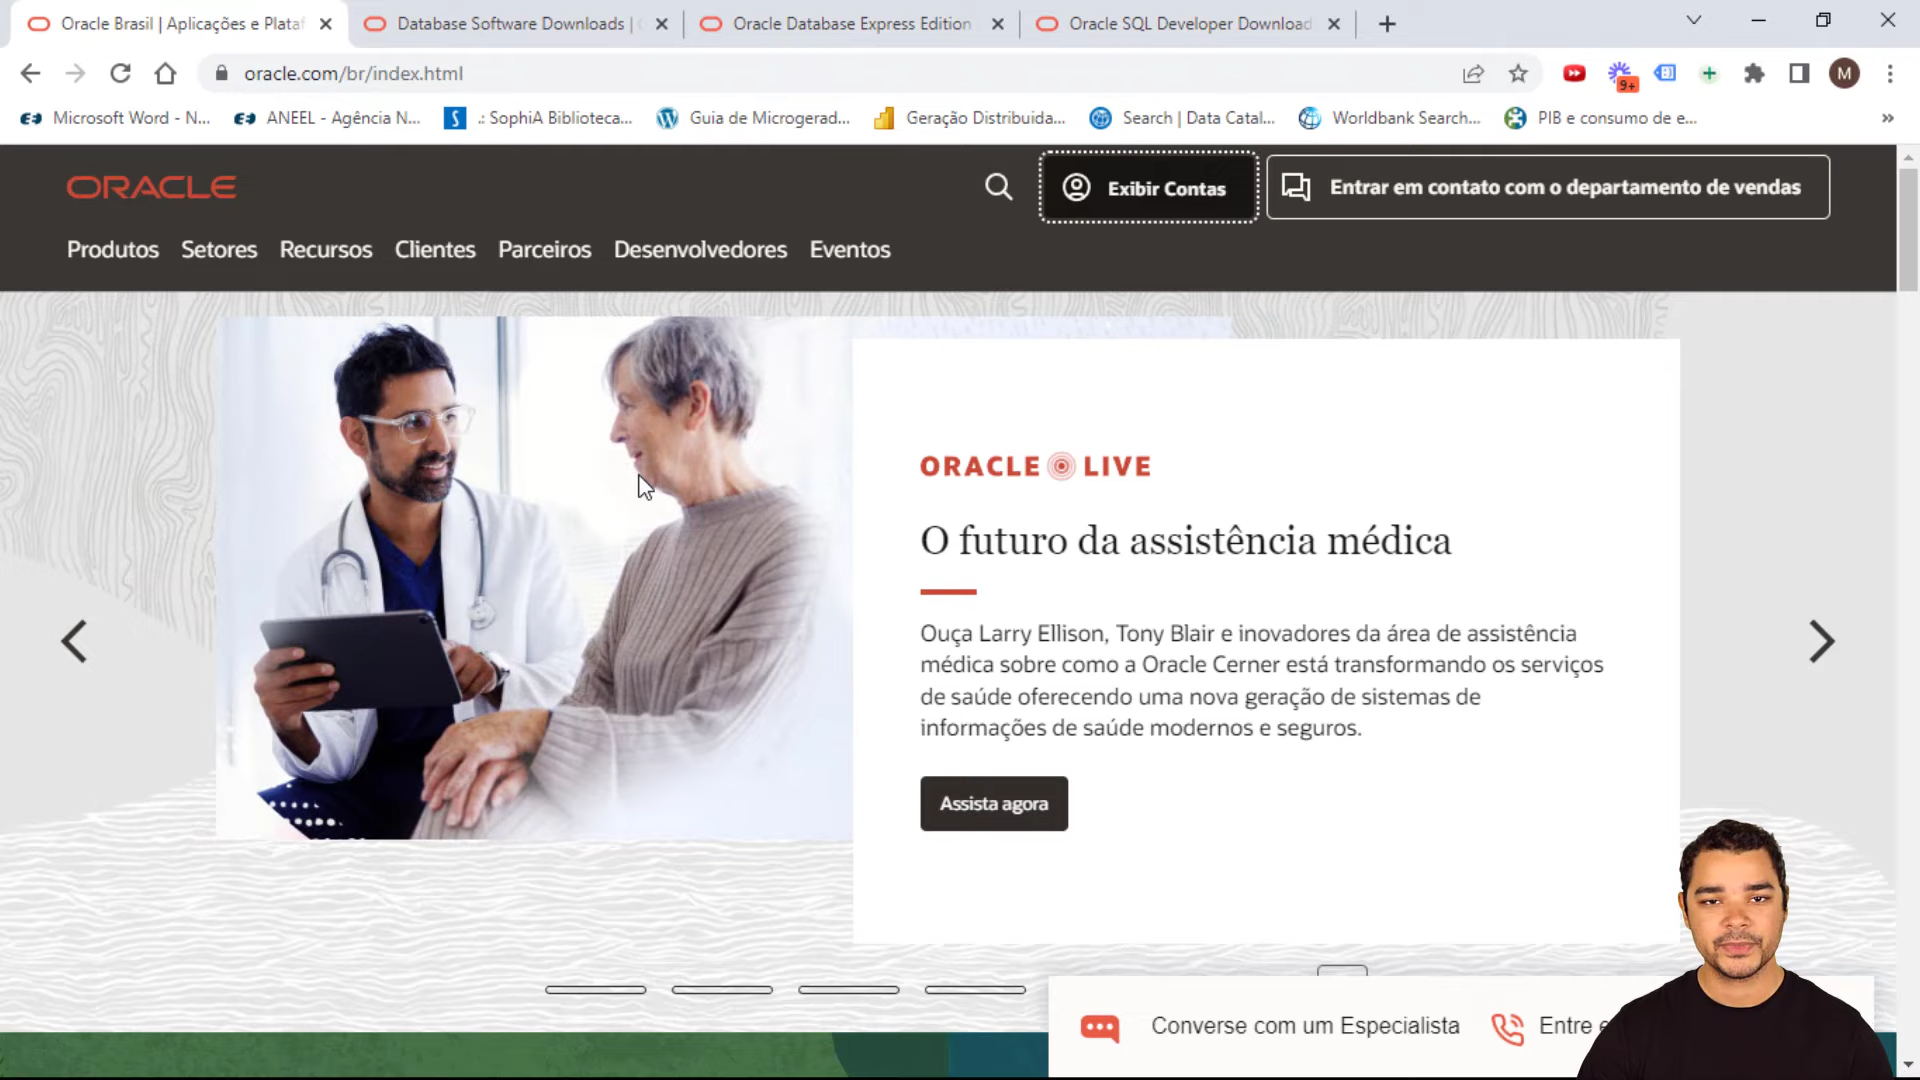 Oracle Brasil | Aplicações e Plataf
Database Software Downloads |
Oracle Database Express Edition
Oracle SQL Developer Download
oracle.com/br/index.html
9+
M
Microsoft Word - N...
ANEEL - Agência N...
S
.: SophiA Biblioteca...
Guia de Microgerad...
Geração Distribuida...
Search | Data Catal...
Worldbank Search...
PIB e consumo de e...
»
ORACLE
Exibir Contas
Entrar em contato com o departamento de vendas
Produtos
Setores
Recursos
Clientes
Parceiros
Desenvolvedores
Eventos
ORACLE LIVE
O futuro da assistência médica
Ouça Larry Ellison, Tony Blair e inovadores da área de assistência
médica sobre como a Oracle Cerner está transformando os serviços
de saúde oferecendo uma nova geração de sistemas de
informações de saúde modernos e seguros.
Assista agora
Converse com um Especialista
Entre e